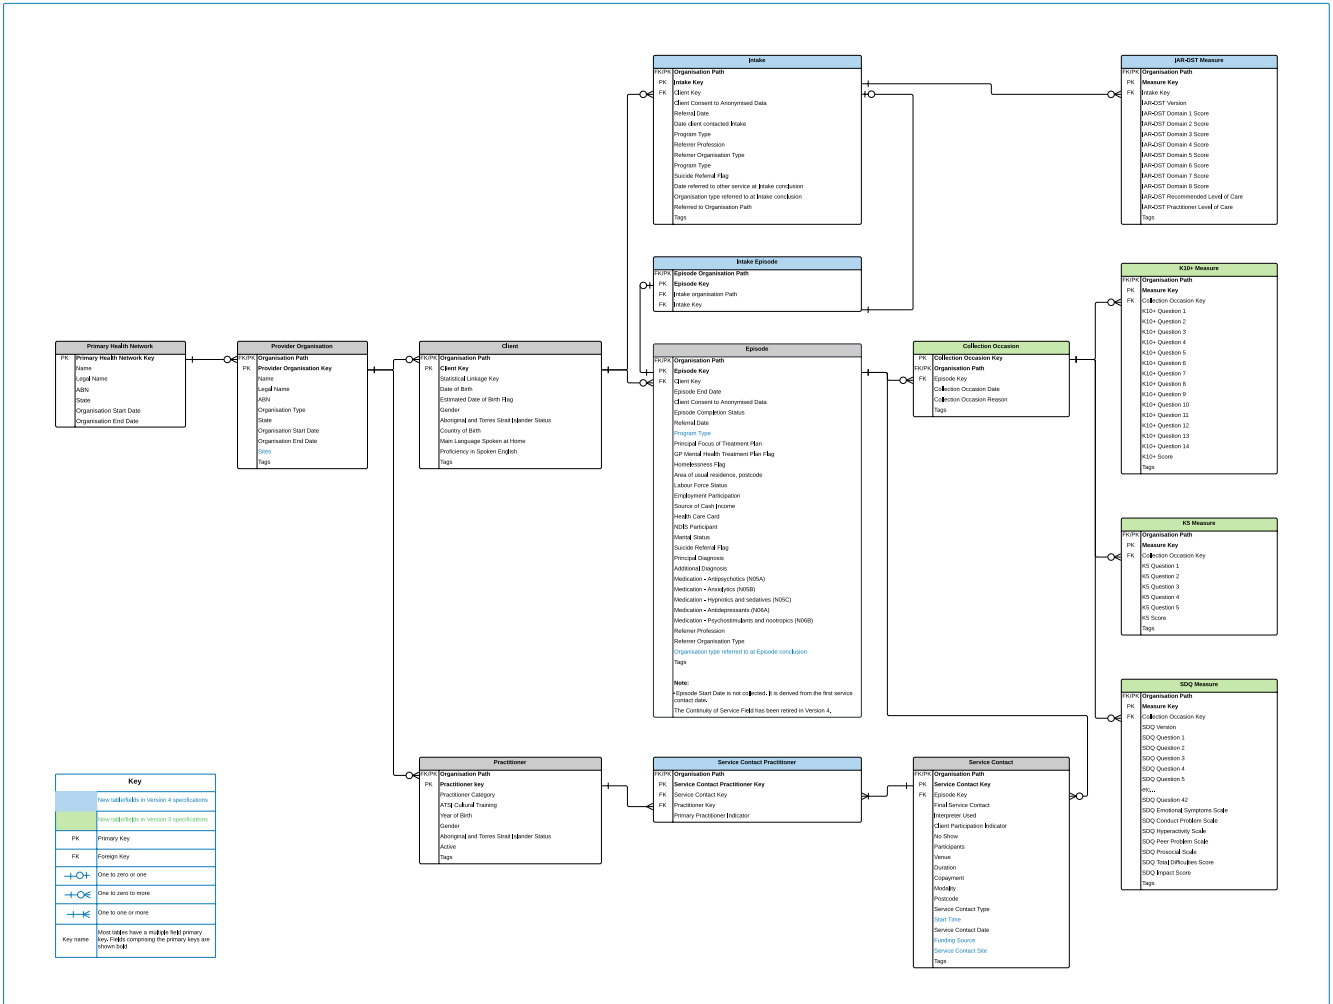 Intake
FK/PK Organisation Path
PK Intake Key
FK Client Key
Client Consent to Anonymised Data
Referral Date
Date client contacted Intake
Program Type
Referrer Profession
Referrer Organisation Type
Program Type
Suicide Referral Flag
Date referred to other service at Intake conclusion
Organisation type referred to at Intake conclusion
Referred to Organisation Path
Tags
IAR-DST Measure
FK/PK Organisation Path
PK Measure Key
FK Intake Key
IAR-DST Version
IAR-DST Domain 1 Score
IAR-DST Domain 2 Score
IAR-DST Domain 3 Score
IAR-DST Domain 4 Score
IAR-DST Domain 5 Score
IAR-DST Domain 6 Score
IAR-DST Domain 7 Score
IAR-DST Domain 8 Score
IAR-DST Recommended Level of Care
IAR-DST Practitioner Level of Care
Tags
Intake Episode
FK/PK Episode Organisation Path
PK Episode Key
FK Intake organisation Path
FK Intake Key
K10+ Measure
FK/PK Organisation Path
PK Measure Key
FK Collection Occasion Key
K10+ Question 1
K10+ Question 2
K10+ Question 3
K10+ Question 4
K10+ Question 5
K10+ Question 6
K10+ Question 7
K10+ Question 8
K10+ Question 9
K10+ Question 10
K10+ Question 11
K10+ Question 12
K10+ Question 13
K10+ Question 14
K10+ Score
Tags
Primary Health Network
PK Primary Health Network Key
Name
Legal Name
ABN
State
Organisation Start Date
Organisation End Date
Provider Organisation
FK/PK Organisation Path
PK Provider Organisation Key
Name
Legal Name
ABN
Organisation Type
State
Organisation Start Date
Organisation End Date
Sites
Tags
Client
FK/PK Organisation Path
PK Client Key
Statistical Linkage Key
Date of Birth
Estimated Date of Birth Flag
Gender
Aboriginal and Torres Strait Islander Status
Country of Birth
Main Language Spoken at Home
Proficiency in Spoken English
Tags
Episode
FK/PK Organisation Path
PK Episode Key
FK Client Key
Episode End Date
Client Consent to Anonymised Data
Episode Completion Status
Referral Date
Program Type
Principal Focus of Treatment Plan
GP Mental Health Treatment Plan Flag
Homelessness Flag
Area of usual residence, postcode
Labour Force Status
Employment Participation
Source of Cash Income
Health Care Card
NDIS Participant
Marital Status
Suicide Referral Flag
Principal Diagnosis
Additional Diagnosis
Medication - Antipsychotics (N05A)
Medication - Anxiolytics (N05B)
Medication - Hypnotics and sedatives (N05C)
Medication - Antidepressants (N06A)
Medication - Psychostimulants and nootropics (N06B)
Referrer Profession
Referrer Organisation Type
Organisation type referred to at Episode conclusion
Tags
Note:
• Episode Start Date is not collected. It is derived from the first service
contact date.
The Continuity of Service Field has been retired in Version 4.
Collection Occasion
PK Collection Occasion Key
FK/PK Organisation Path
FK Episode Key
Collection Occasion Date
Collection Occasion Reason
Tags
K5 Measure
FK/PK Organisation Path
PK Measure Key
FK Collection Occasion Key
K5 Question 1
K5 Question 2
K5 Question 3
K5 Question 4
K5 Question 5
K5 Score
Tags
SDQ Measure
FK/PK Organisation Path
PK Measure Key
FK Collection Occasion Key
SDQ Version
SDQ Question 1
SDQ Question 2
SDQ Question 3
SDQ Question 4
SDQ Question 5
etc...
SDQ Question 42
SDQ Emotional Symptoms Scale
SDQ Conduct Problem Scale
SDQ Hyperactivity Scale
SDQ Peer Problem Scale
SDQ Prosocial Scale
SDQ Total Difficulties Score
SDQ Impact Score
Tags
Practitioner
FK/PK Organisation Path
PK Practitioner key
Practitioner Category
ATSI Cultural Training
Year of Birth
Gender
Aboriginal and Torres Strait Islander Status
Active
Tags
Service Contact Practitioner
FK/PK Organisation Path
PK Service Contact Practitioner Key
FK Service Contact Key
FK Practitioner Key
Primary Practitioner Indicator
Service Contact
FK/PK Organisation Path
PK Service Contact Key
FK Episode Key
Final Service Contact
Interpreter Used
Client Participation Indicator
No Show
Participants
Venue
Duration
Copayment
Modality
Postcode
Service Contact Type
Start Time
Service Contact Date
Funding Source
Service Contact Site
Tags
Key
New table/fields in Version 4 specifications
New table/fields in Version 3 specifications
PK Primary Key
FK Foreign Key
One to zero or one
One to zero to more
One to one or more
Key name Most tables have a multiple field primary
key. Fields comprising the primary keys are
shown bold